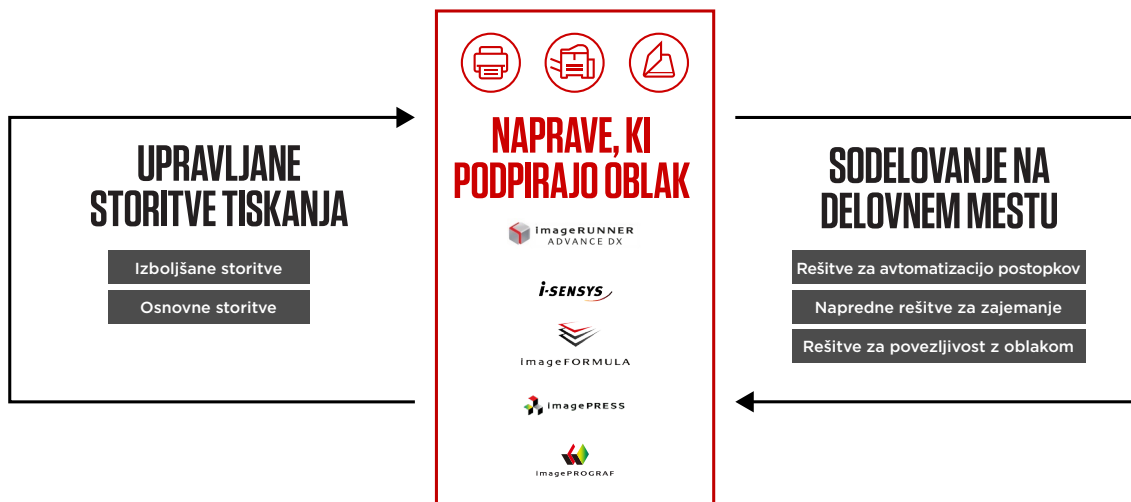 UPRAVLJANE
STORITVE TISKANJA
Izboljšane storitve
Osnovne storitve
NAPRAVE, KI
PODPIRAJO OBLAK
imageRUNNER
ADVANCE DX
i-SENSYS
imageFORMULA
imagePRESS
imagePROGRAF
SODELOVANJE NA
DELOVNEM MESTU
Rešitve za avtomatizacijo postopkov
Napredne rešitve za zajemanje
Rešitve za povezljivost z oblakom